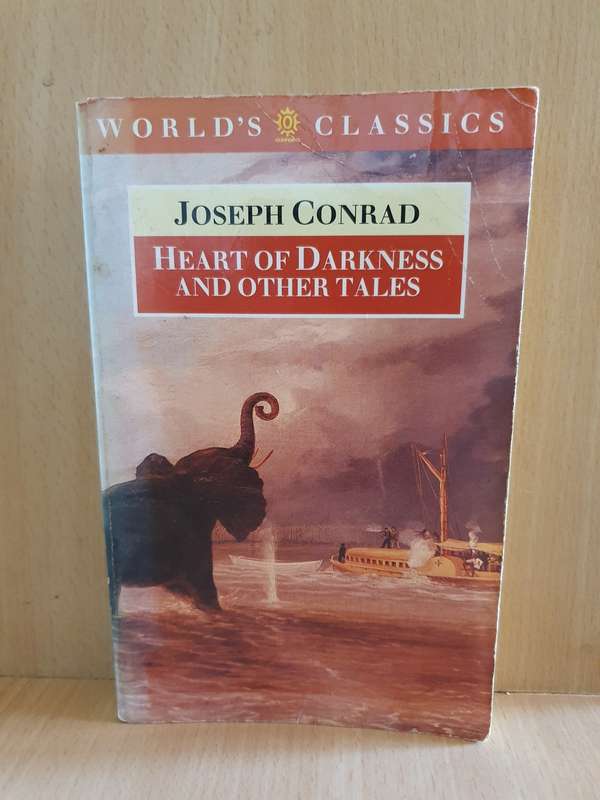 WORLD'S CLASSICS
JOSEPH CONRAD
HEART OF DARKNESS
AND OTHER TALES